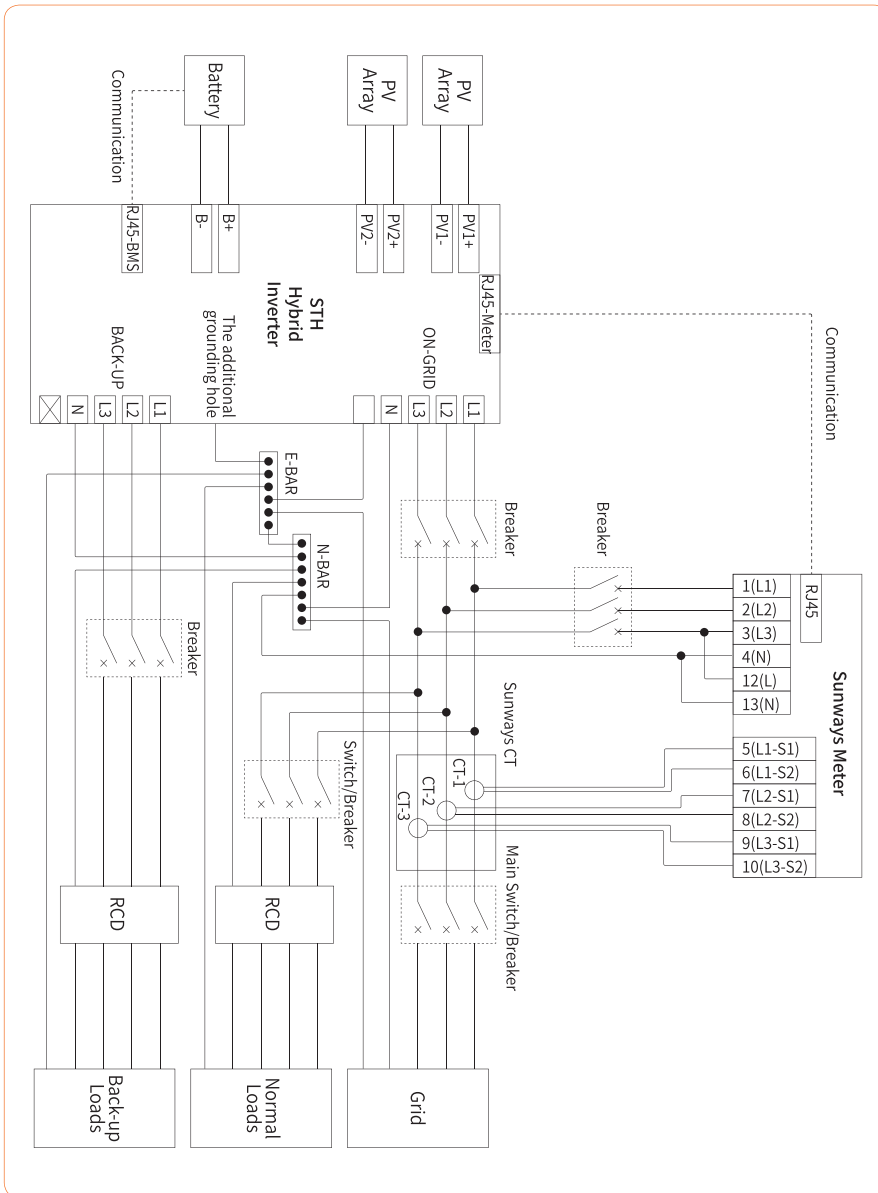 PV
Array
PV
Array
Battery
Communication
PV1+
PV1-
PV2+
PV2-
B+
B-
RJ45-BMS
RJ45-Meter
STH
Hybrid
Inverter
ON-GRID
The additional
grounding hole
BACK-UP
L1
L2
L3
N
L1
L2
L3
N
Communication
E-BAR
N-BAR
Breaker
Breaker
Breaker
RJ45
1(L1)
2(L2)
3(L3)
4(N)
12(L)
13(N)
Sunways Meter
5(L1-S1)
6(L1-S2)
7(L2-S1)
8(L2-S2)
9(L3-S1)
10(L3-S2)
Sunways CT
CT-1
CT-2
CT-3
Switch/Breaker
Main Switch/Breaker
RCD
RCD
Grid
Normal
Loads
Back-up
Loads